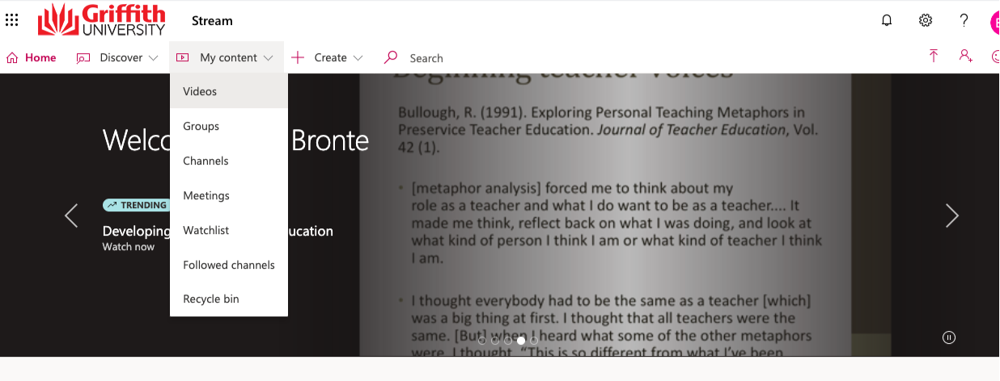 Griffith
UNIVERSITY
Stream
Home
Discover
My content
Create
Search
Videos
Groups
Channels
Meetings
Watchlist
Followed channels
Recycle bin
Bronte
TRENDING
Developing
Watch now
Beginning teacher voices
Bullough, R. (1991). Exploring Personal Teaching Metaphors in
Preservice Teacher Education. Journal of Teacher Education, Vol.
42 (1).
• [metaphor analysis] forced me to think about my
role as a teacher and what I do want to be as a teacher.... It
made me think, reflect back on what I was doing, and look at
what kind of person I think I am or what kind of teacher I think
I am.
• I thought everybody had to be the same as a teacher [which]
was a big thing at first. I thought that all teachers were the
same. [But] when I heard what some of the other metaphors
were, I thought, “This is so different from what I’ve been